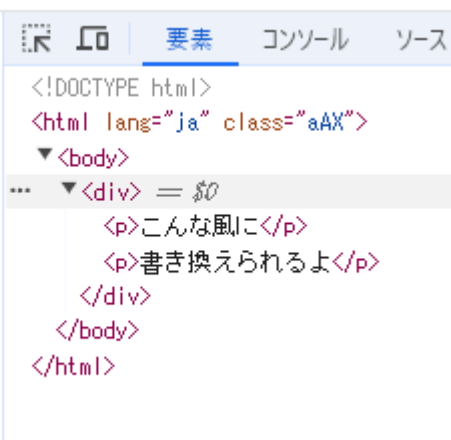 要素 コンソール ソース
<!DOCTYPE html>
<html lang="ja" class="aAX">
▼<body>
••• ▼<div> == $0
<p>こんな風に</p>
<p>書き換えられるよ</p>
</div>
</body>
</html>